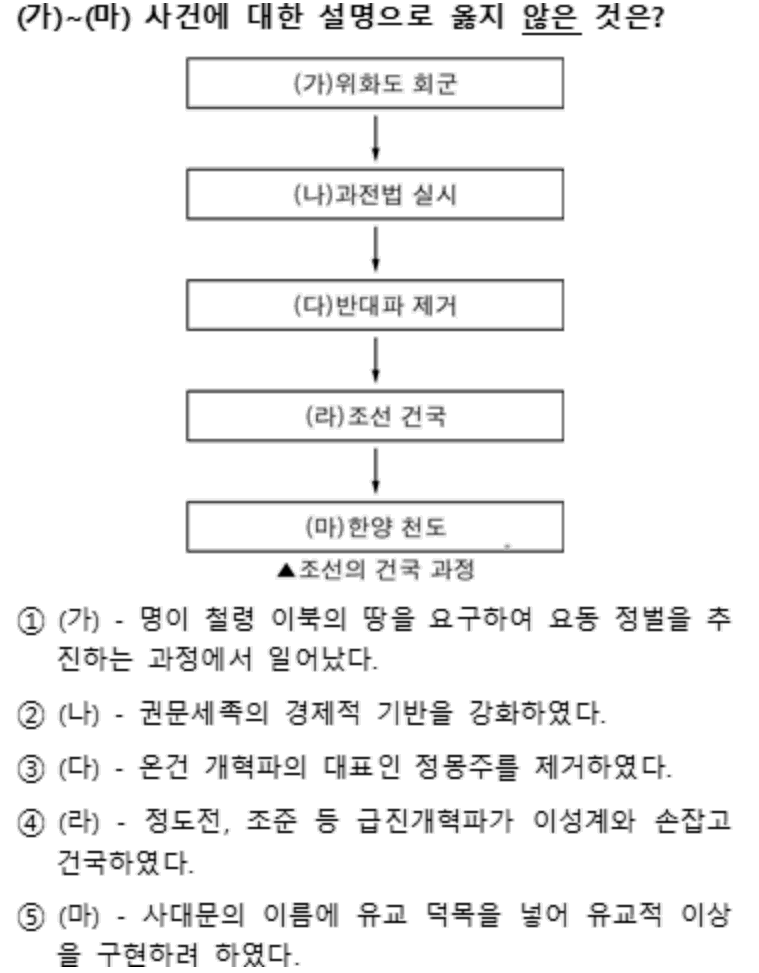 (가)~(마) 사건에 대한 설명으로 옳지 않은 것은?
(가)위화도 회군
(나)과전법 실시
(다)반대파 제거
(라)조선 건국
(마)한양 천도
▲조선의 건국 과정
① (가) - 명이 철령 이북의 땅을 요구하여 요동 정벌을 추
진하는 과정에서 일어났다.
② (나) - 권문세족의 경제적 기반을 강화하였다.
③ (다) - 온건 개혁파의 대표인 정몽주를 제거하였다.
④ (라) - 정도전, 조준 등 급진개혁파가 이성계와 손잡고
건국하였다.
⑤ (마) - 사대문의 이름에 유교 덕목을 넣어 유교적 이상
을 구현하려 하였다.